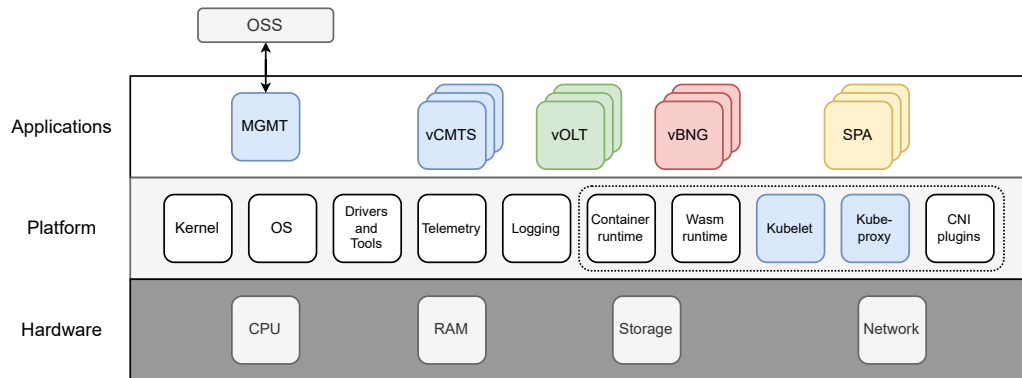 OSS
Applications
MGMT
vCMTS
vOLT
vBNG
SPA
Platform
Kernel
OS
Drivers
and
Tools
Telemetry
Logging
Container
runtime
Wasm
runtime
Kubelet
Kube-
proxy
CNI
plugins
Hardware
CPU
RAM
Storage
Network